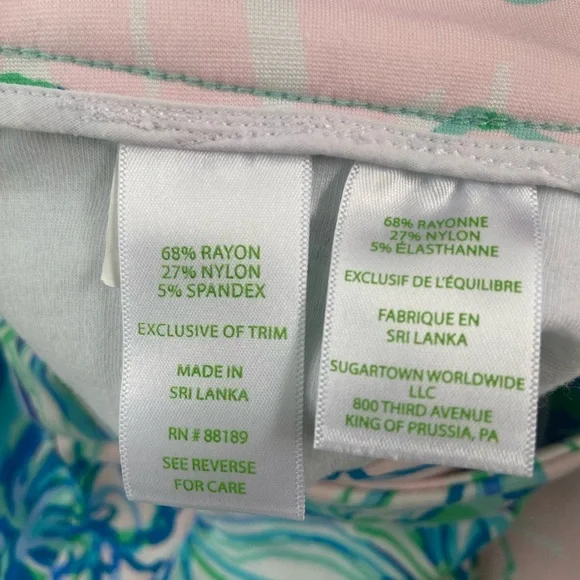 68% RAYON
27% NYLON
5% SPANDEX
EXCLUSIVE OF TRIM
MADE IN
SRI LANKA
RN # 88189
SEE REVERSE
FOR CARE
68% RAYONNE
27% NYLON
5% ÉLASTHANNE
EXCLUSIF DE L'ÉQUILIBRE
FABRIQUE EN
SRI LANKA
SUGARTOWN WORLDWIDE
LLC
800 THIRD AVENUE
KING OF PRUSSIA, PA